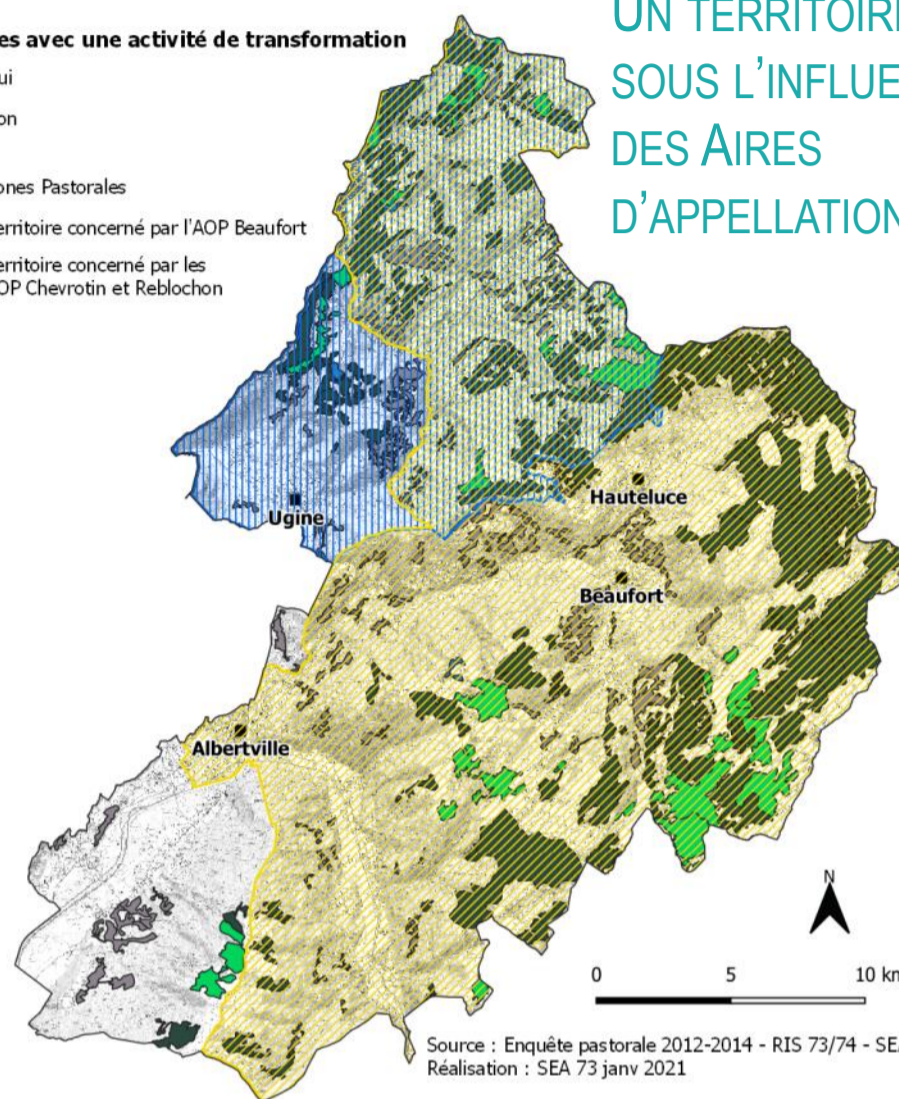 UN TERRITOIRE
SOUS L'INFLUE
DES AIRES
D'APPELLATION
es avec une activité de transformation
ui
on
ones Pastorales
erritoire concerné par l'AOP Beaufort
erritoire concerné par les
OP Chevrotin et Reblochon
Ugine
Hauteluce
Beaufort
Albertville
N
0 5 10 km
Source : Enquête pastorale 2012-2014 - RIS 73/74 - SEA
Réalisation : SEA 73 janv 2021